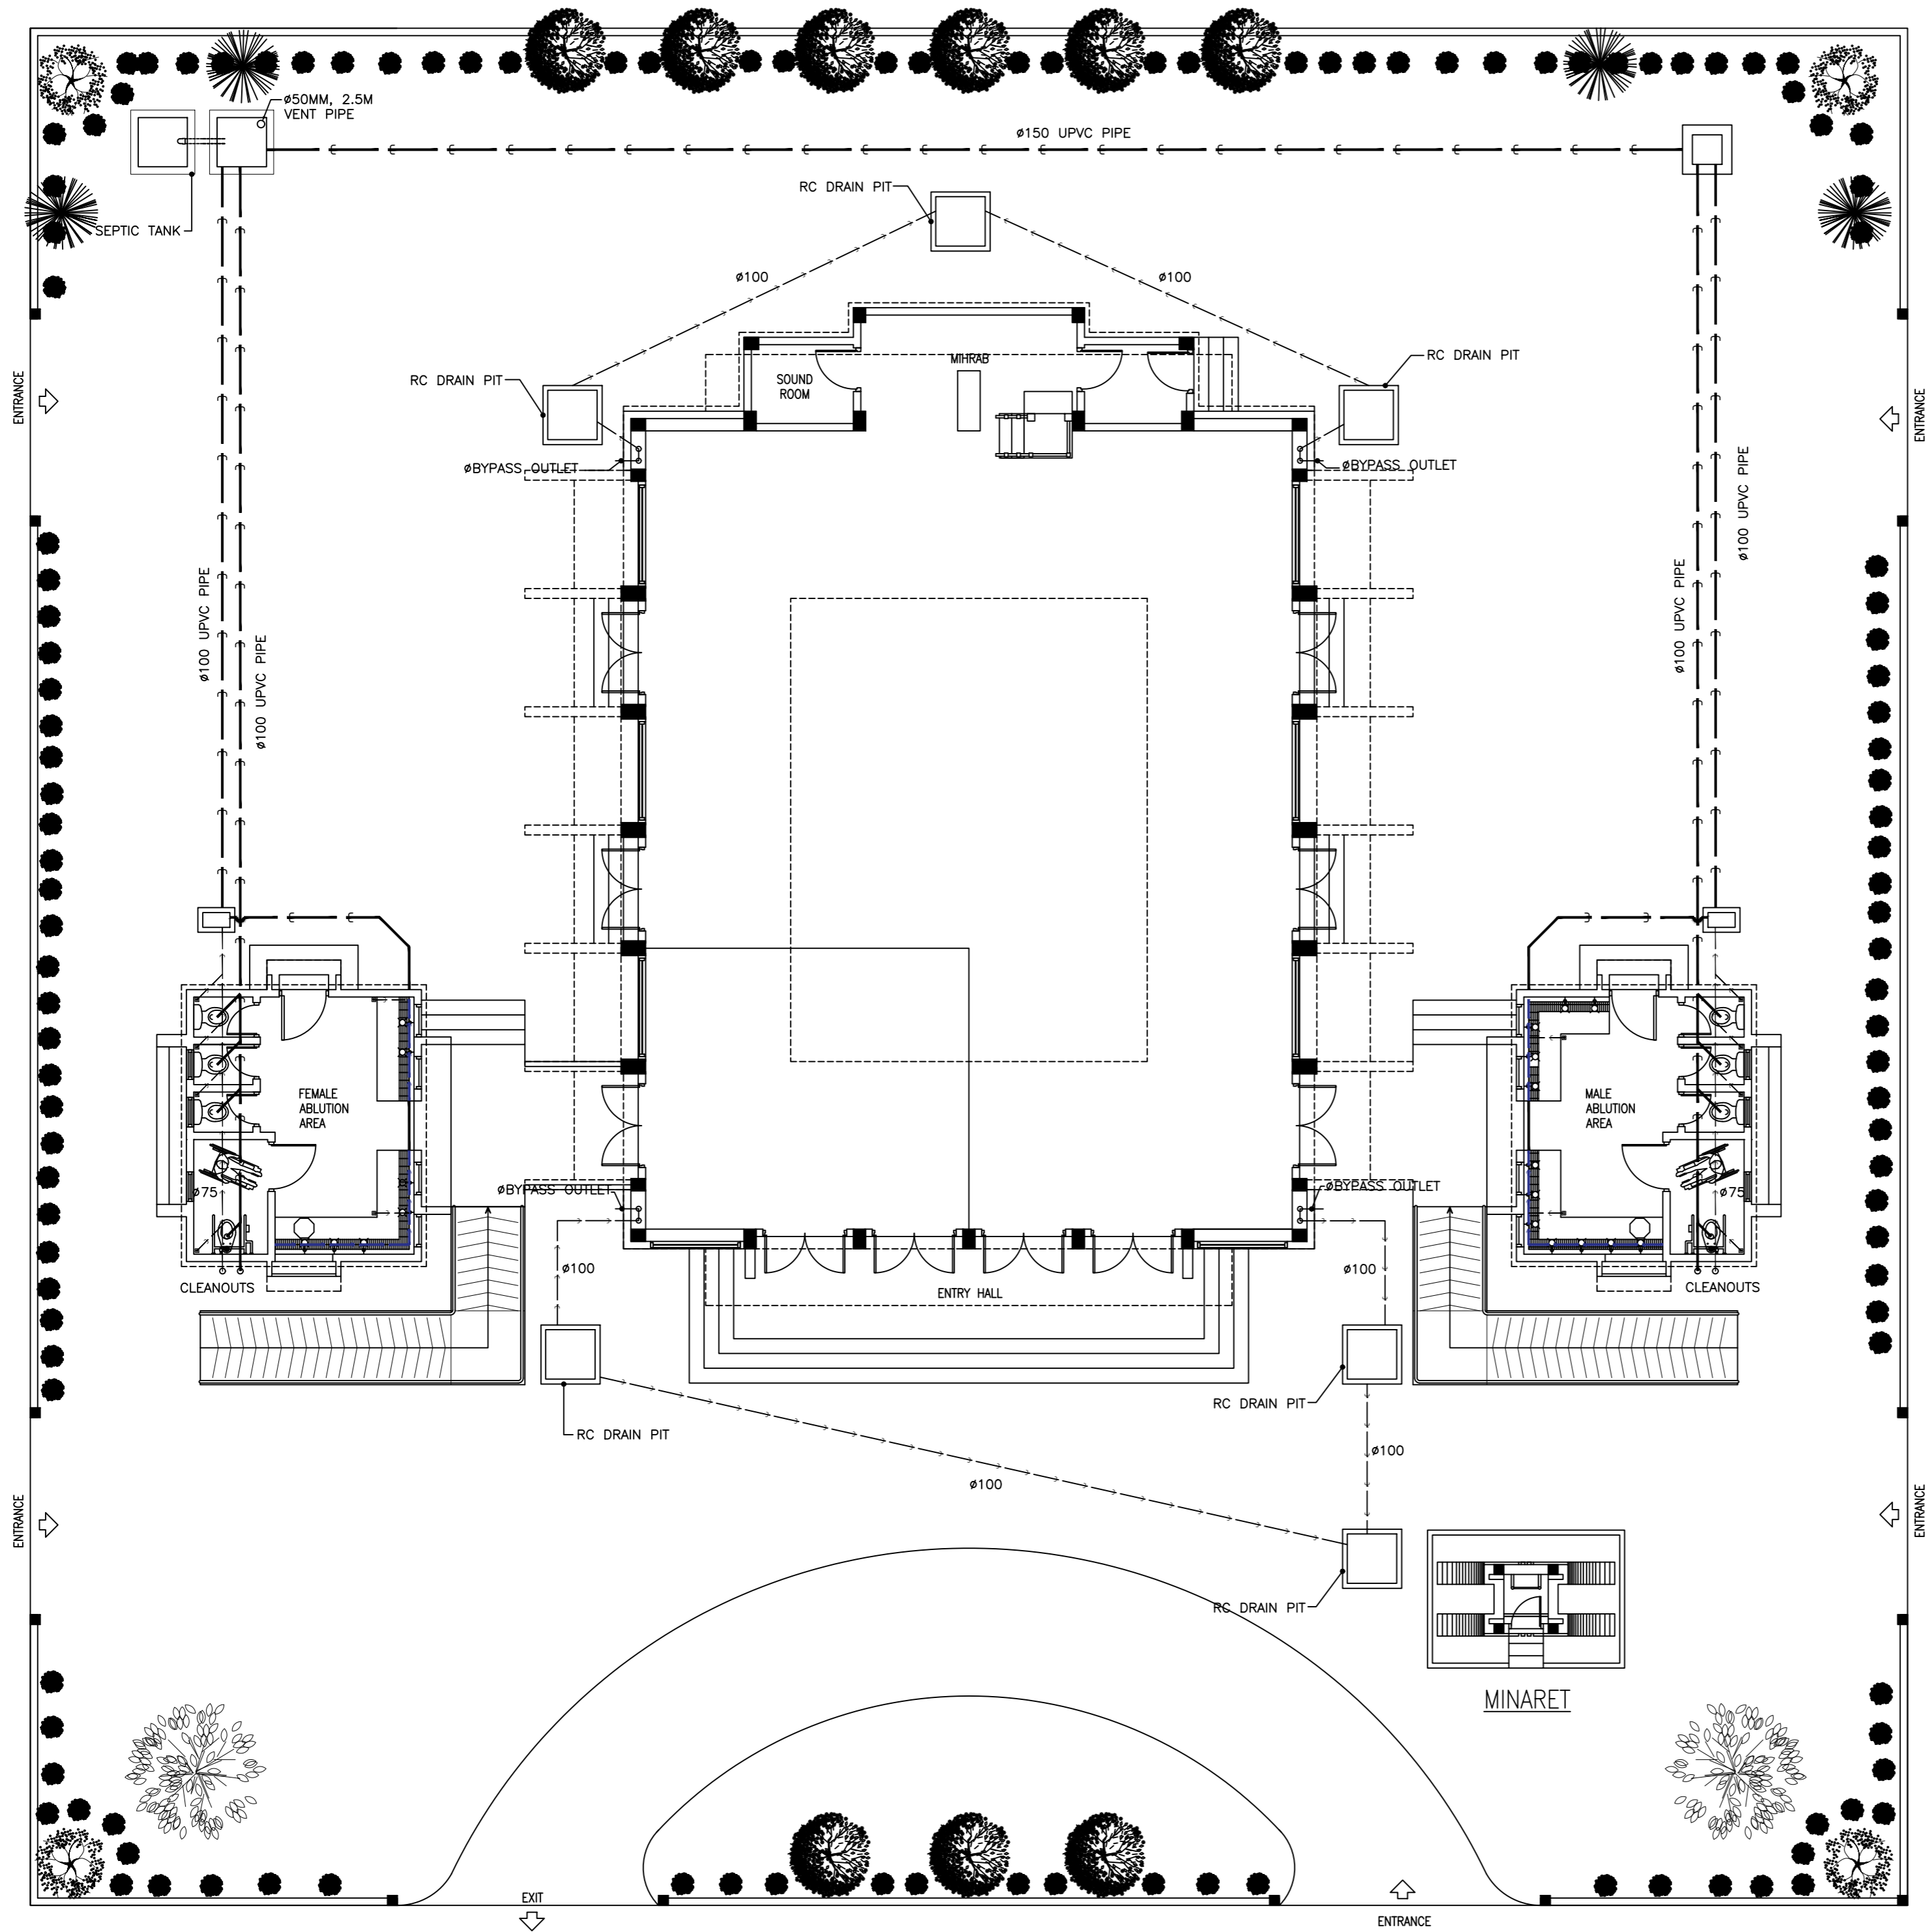 ø50MM, 2.5M
VENT PIPE
ø150 UPVC PIPE
RC DRAIN PIT
SEPTIC TANK
ø100
ø100
RC DRAIN PIT
RC DRAIN PIT
MIHRAB
SOUND
ROOM
ENTRANCE
ENTRANCE
øBYPASS OUTLET
øBYPASS OUTLET
ø100 UPVC PIPE
ø100 UPVC PIPE
ø100 UPVC PIPE
ø100 UPVC PIPE
FEMALE
ABLUTION
AREA
MALE
ABLUTION
AREA
ø75
øBYPASS OUTLET
øBYPASS OUTLET
ø75
CLEANOUTS
ø100
ENTRY HALL
ø100
CLEANOUTS
RC DRAIN PIT
RC DRAIN PIT
ø100
ø100
ENTRANCE
ENTRANCE
RC DRAIN PIT
MINARET
EXIT
ENTRANCE